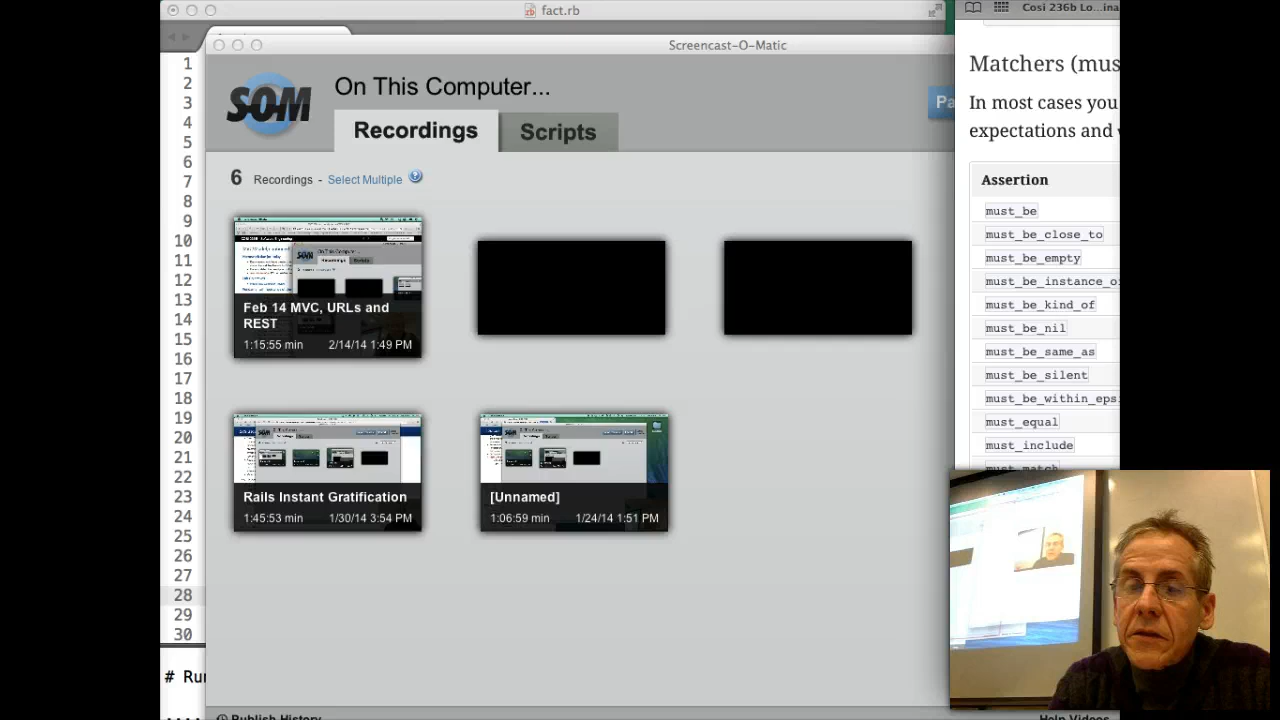 fact.rb
Cosi 236b Lo...ina
Screencast-O-Matic
SOM
On This Computer...
Recordings
Scripts
Pa
6 Recordings - Select Multiple ?
Feb 14 MVC, URLs and
REST
1:15:55 min 2/14/14 1:49 PM
Rails Instant Gratification
1:45:53 min 1/30/14 3:54 PM
[Unnamed]
1:06:59 min 1/24/14 1:51 PM
Publish History
Help Videos
1
2
3
4
5
6
7
8
9
10
11
12
13
14
15
16
17
18
19
20
21
22
23
24
25
26
27
28
29
30
# Rur
Matchers (mus
In most cases you
expectations and
Assertion
must_be
must_be_close_to
must_be_empty
must_be_instance_o
must_be_kind_of
must_be_nil
must_be_same_as
must_be_silent
must_be_within_eps
must_equal
must_include
must_match